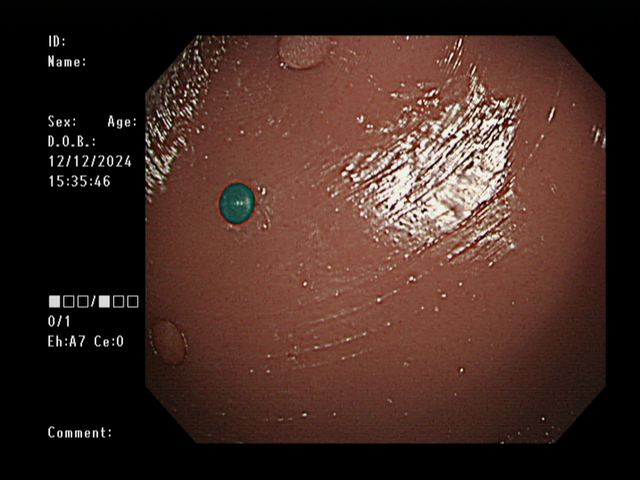 ID:
Name:
Sex: Age:
D.O.B.:
12/12/2024
15:35:46
■□□/■□□
0/1
Eh:A7 Ce:0
Comment: